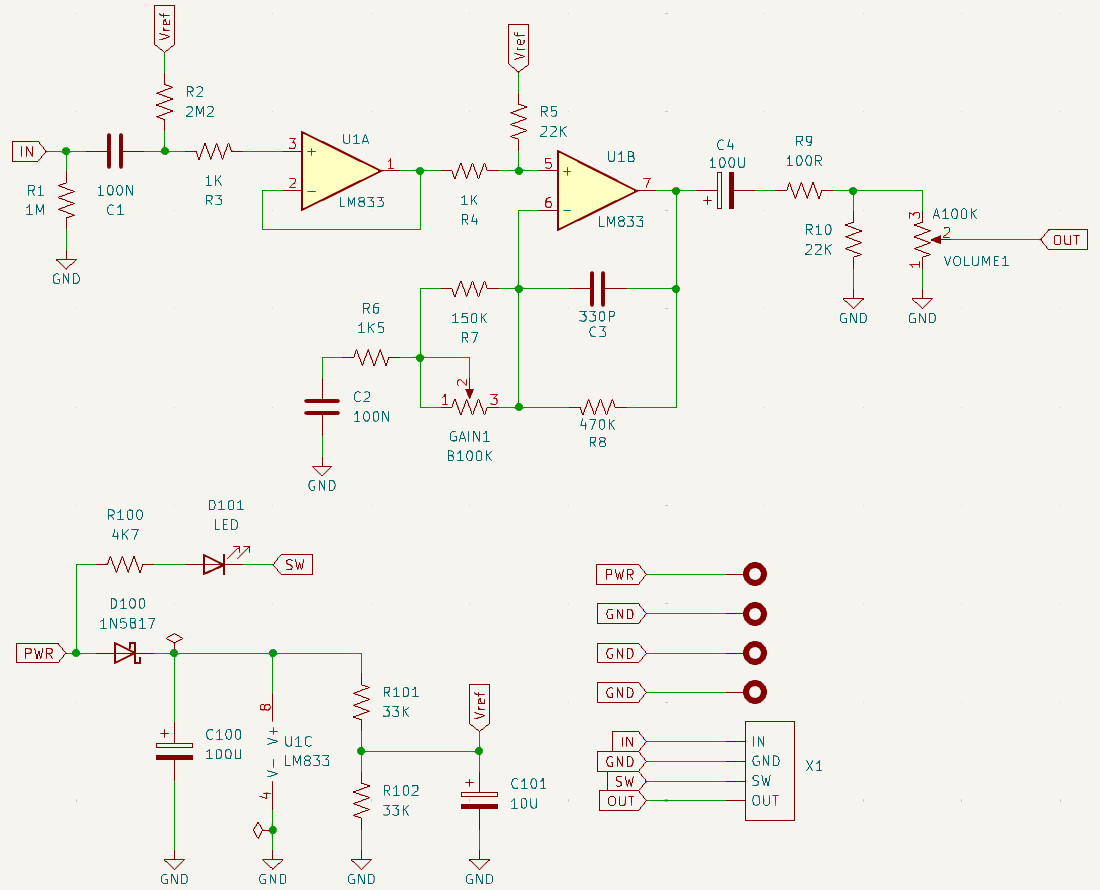 Vref
Vref
R2
2M2
R5
22K
IN
3
+
U1A
1
2
−
LM833
1K
R3
100N
C1
R1
1M
GND
1K
R4
5
+
U1B
7
6
−
LM833
C4
100U
+
R9
100R
R10
22K
GND
3
A100K
2
VOLUME1
1
GND
OUT
150K
R7
330P
C3
R6
1K5
C2
100N
GND
2
1
3
GAIN1
B100K
470K
R8
R100
4K7
D101
LED
SW
D100
1N5817
PWR
+
C100
100U
GND
8
V+
U1C
LM833
V−
4
GND
R101
33K
R102
33K
GND
Vref
+
C101
10U
GND
PWR
GND
GND
GND
IN
IN
GND
GND
SW
SW
OUT
OUT
X1